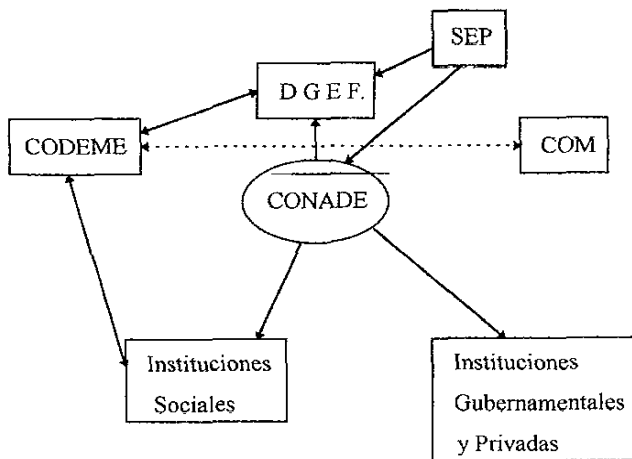 SEP
D G E F.
CODEME
COM
CONADE
Instituciones
Sociales
Instituciones
Gubernamentales
y Privadas